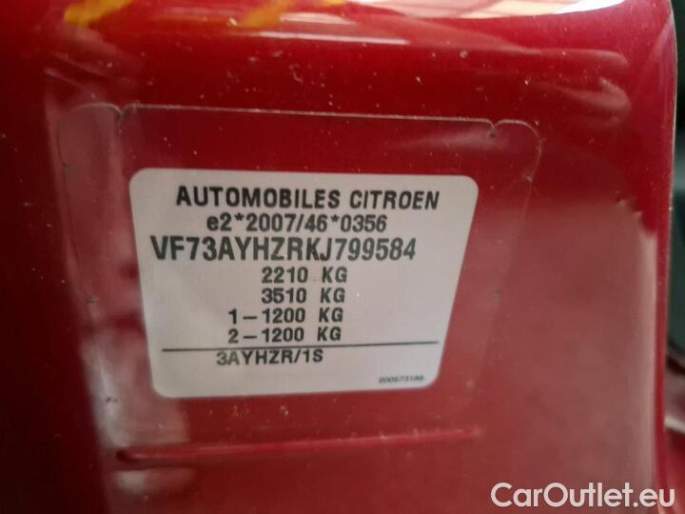 AUTOMOBILES CITROEN
e2*2007/46*0356
VF73AYHZRKJ799584
2210 KG
3510 KG
1-1200 KG
2-1200 KG
3AYHZR/1S
CarOutlet.eu